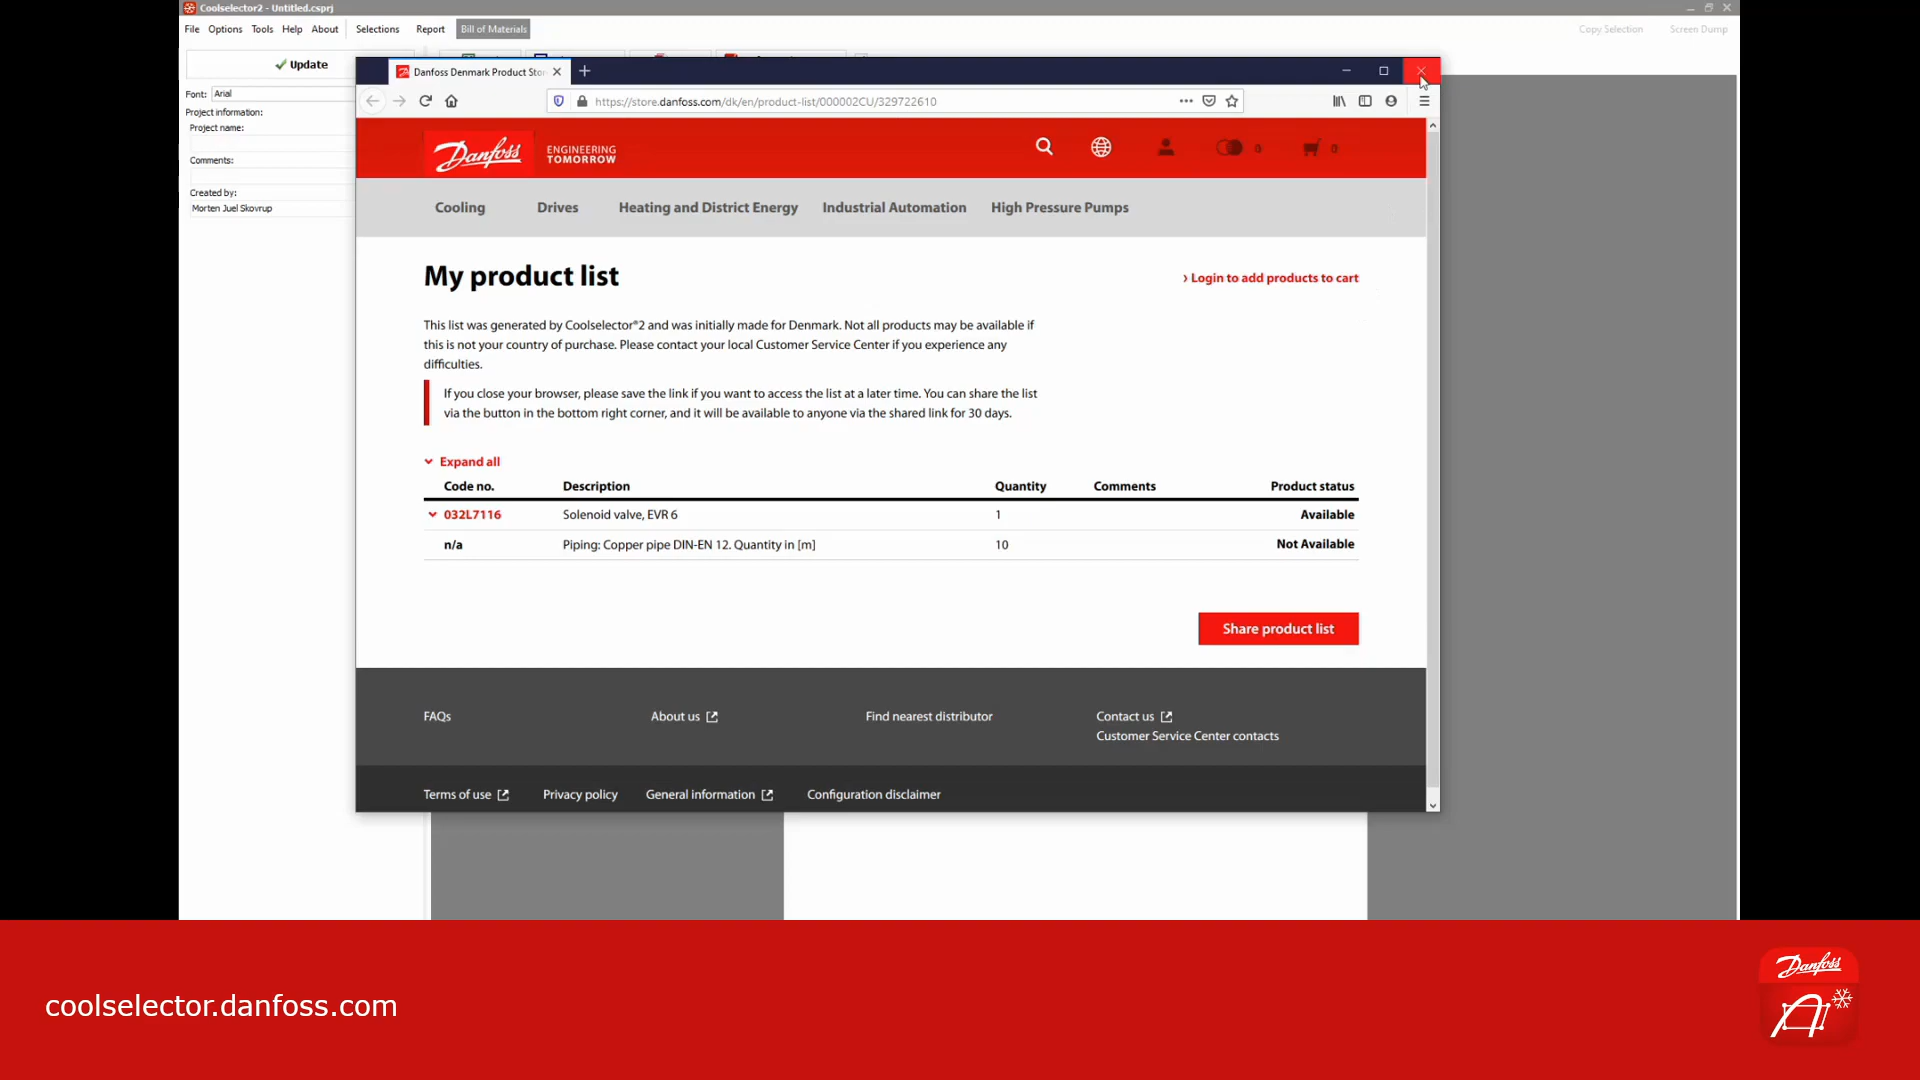 Coolselector2 - Untitled.csprj
File Options Tools Help About Selections Report Bill of Materials Copy Selection Screen Dump
Update
Font: Arial
Project information:
Project name:
Comments:
Created by:
Morten Juel Skovrup
Danfoss Denmark Product Stor
https://store.danfoss.com/dk/en/product-list/000002CU/329722610
Danfoss ENGINEERING TOMORROW 0 0
Cooling Drives Heating and District Energy Industrial Automation High Pressure Pumps
My product list
› Login to add products to cart
This list was generated by Coolselector®2 and was initially made for Denmark. Not all products may be available if
this is not your country of purchase. Please contact your local Customer Service Center if you experience any
difficulties.
If you close your browser, please save the link if you want to access the list at a later time. You can share the list
via the button in the bottom right corner, and it will be available to anyone via the shared link for 30 days.
Expand all
Code no. Description Quantity Comments Product status
032L7116 Solenoid valve, EVR 6 1 Available
n/a Piping: Copper pipe DIN-EN 12. Quantity in [m] 10 Not Available
Share product list
FAQs About us Find nearest distributor Contact us
Customer Service Center contacts
Terms of use Privacy policy General information Configuration disclaimer
coolselector.danfoss.com
Danfoss